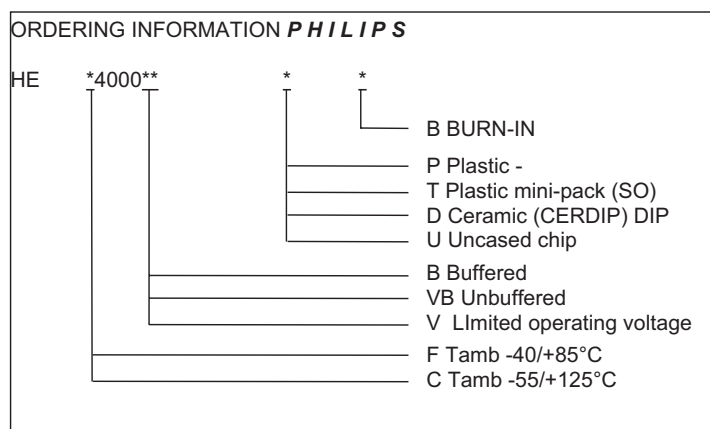 ORDERING INFORMATION PHILIPS
HE *4000** * *
B BURN-IN
P Plastic -
T Plastic mini-pack (SO)
D Ceramic (CERDIP) DIP
U Uncased chip
B Buffered
VB Unbuffered
V LImited operating voltage
F Tamb -40/+85°C
C Tamb -55/+125°C